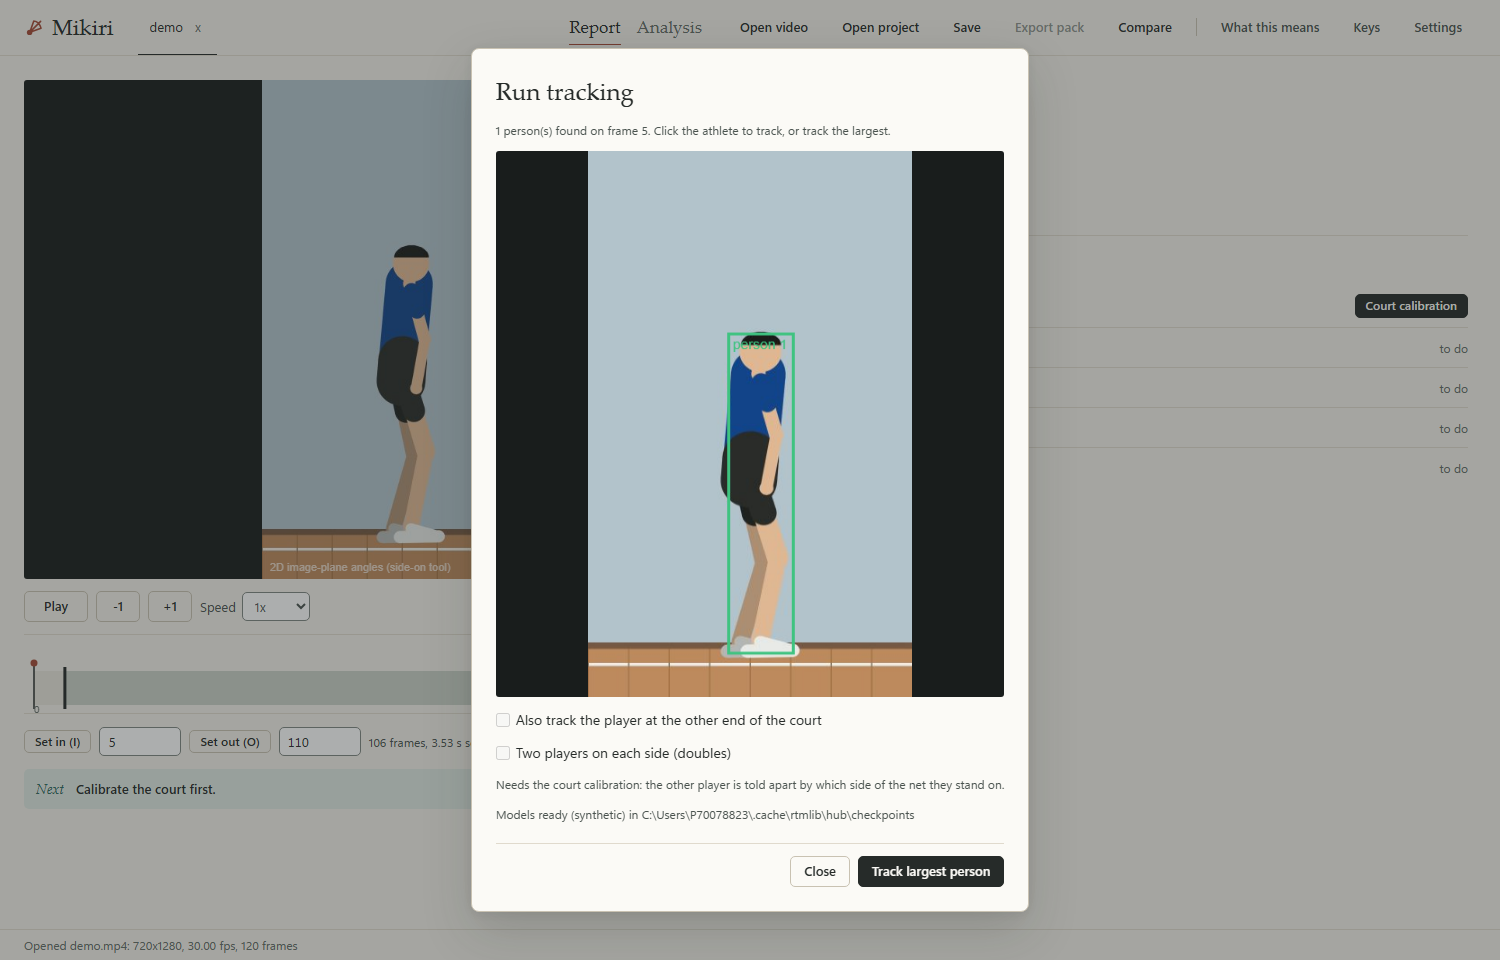 Mikiri
demo x
Report Analysis Open video Open project Save Export pack Compare What this means Keys Settings
Run tracking
1 person(s) found on frame 5. Click the athlete to track, or track the largest.
person 1
Court calibration
to do
to do
to do
to do
2D image-plane angles (side-on tool)
Play -1 +1 Speed 1x
0
Set in (I) 5 Set out (O) 110 106 frames, 3.53 s s
Next Calibrate the court first.
Also track the player at the other end of the court
Two players on each side (doubles)
Needs the court calibration: the other player is told apart by which side of the net they stand on.
Models ready (synthetic) in C:\Users\P70078823\.cache\rtmlib\hub\checkpoints
Close Track largest person
Opened demo.mp4: 720x1280, 30.00 fps, 120 frames